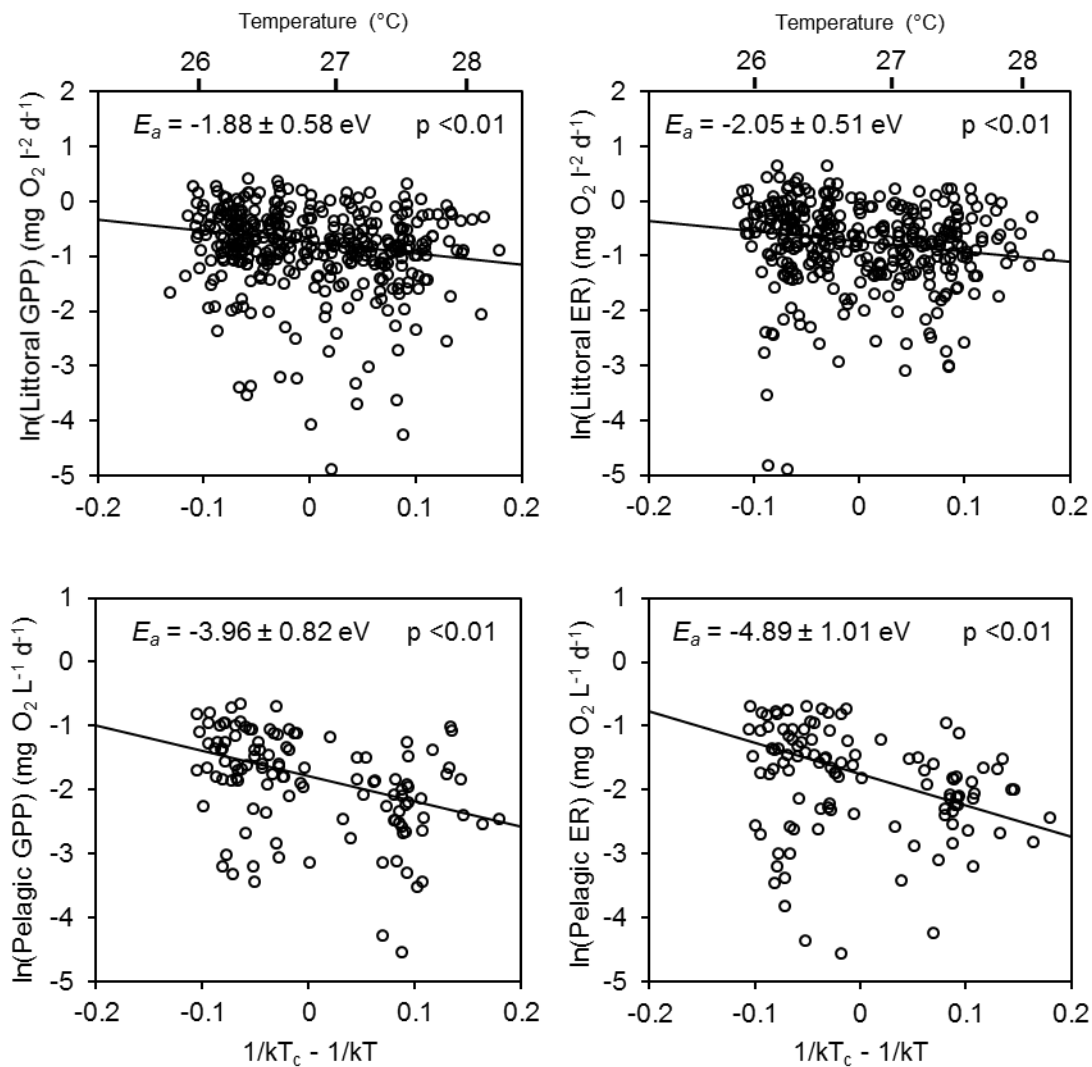 Temperature (°C)
26 27 28
Temperature (°C)
26 27 28
ln(Littoral GPP) (mg O₂ l⁻² d⁻¹)
2
1
0
-1
-2
-3
-4
-5
Eₐ = -1.88 ± 0.58 eV p <0.01
-0.2 -0.1 0 0.1 0.2
ln(Littoral ER) (mg O₂ l⁻² d⁻¹)
2
1
0
-1
-2
-3
-4
-5
Eₐ = -2.05 ± 0.51 eV p <0.01
-0.2 -0.1 0 0.1 0.2
ln(Pelagic GPP) (mg O₂ L⁻¹ d⁻¹)
1
0
-1
-2
-3
-4
-5
Eₐ = -3.96 ± 0.82 eV p <0.01
-0.2 -0.1 0 0.1 0.2
1/kT꜀ - 1/kT
ln(Pelagic ER) (mg O₂ L⁻¹ d⁻¹)
1
0
-1
-2
-3
-4
-5
Eₐ = -4.89 ± 1.01 eV p <0.01
-0.2 -0.1 0 0.1 0.2
1/kT꜀ - 1/kT